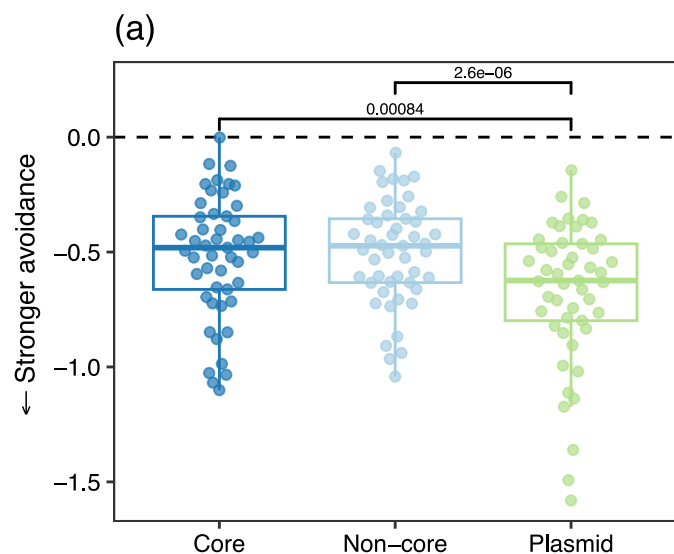 (a)
2.6e−06
0.00084
0.0
−0.5
−1.0
−1.5
← Stronger avoidance
Core
Non−core
Plasmid